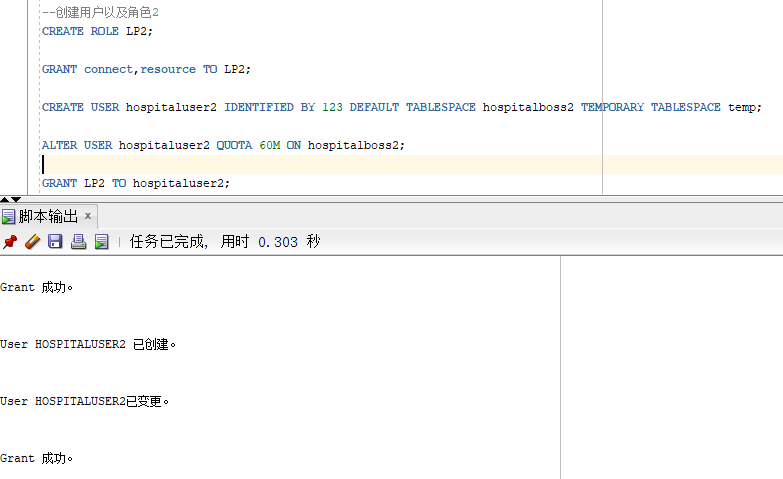 --创建用户以及角色2
CREATE ROLE LP2;
GRANT connect,resource TO LP2;
CREATE USER hospitaluser2 IDENTIFIED BY 123 DEFAULT TABLESPACE hospitalboss2 TEMPORARY TABLESPACE temp;
ALTER USER hospitaluser2 QUOTA 60M ON hospitalboss2;
GRANT LP2 TO hospitaluser2;
脚本输出 x
任务已完成, 用时 0.303 秒
Grant 成功。
User HOSPITALUSER2 已创建。
User HOSPITALUSER2已变更。
Grant 成功。